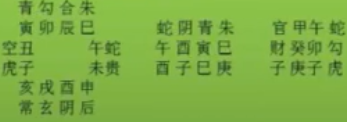 青勾合朱
寅卯辰巳 蛇阴青朱 官甲午蛇
空丑 午蛇 午酉寅巳 财癸卯勾
虎子 未贵 酉子巳庚 子庚子虎
亥戌酉申
常玄阴后